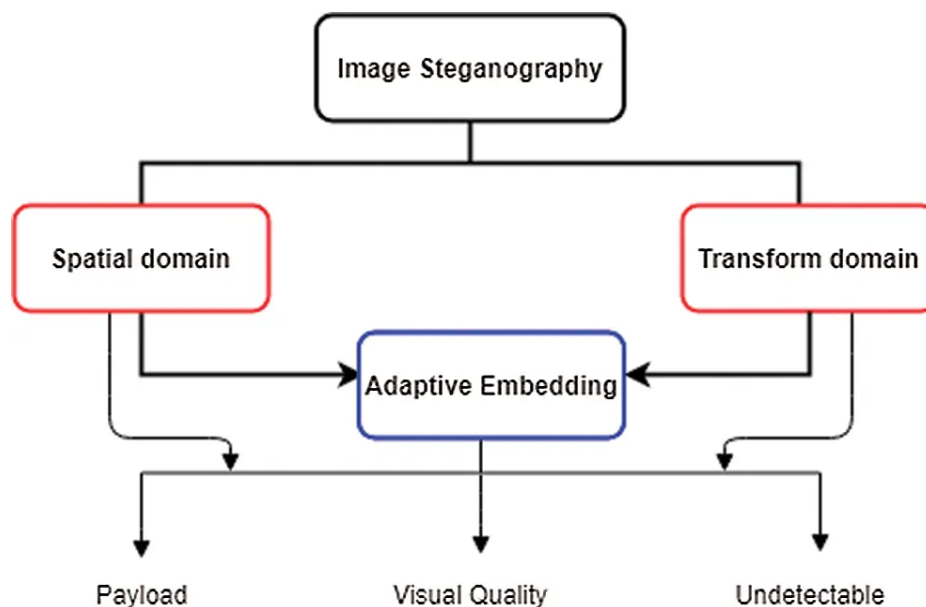 Image Steganography
Spatial domain
Transform domain
Adaptive Embedding
Payload
Visual Quality
Undetectable